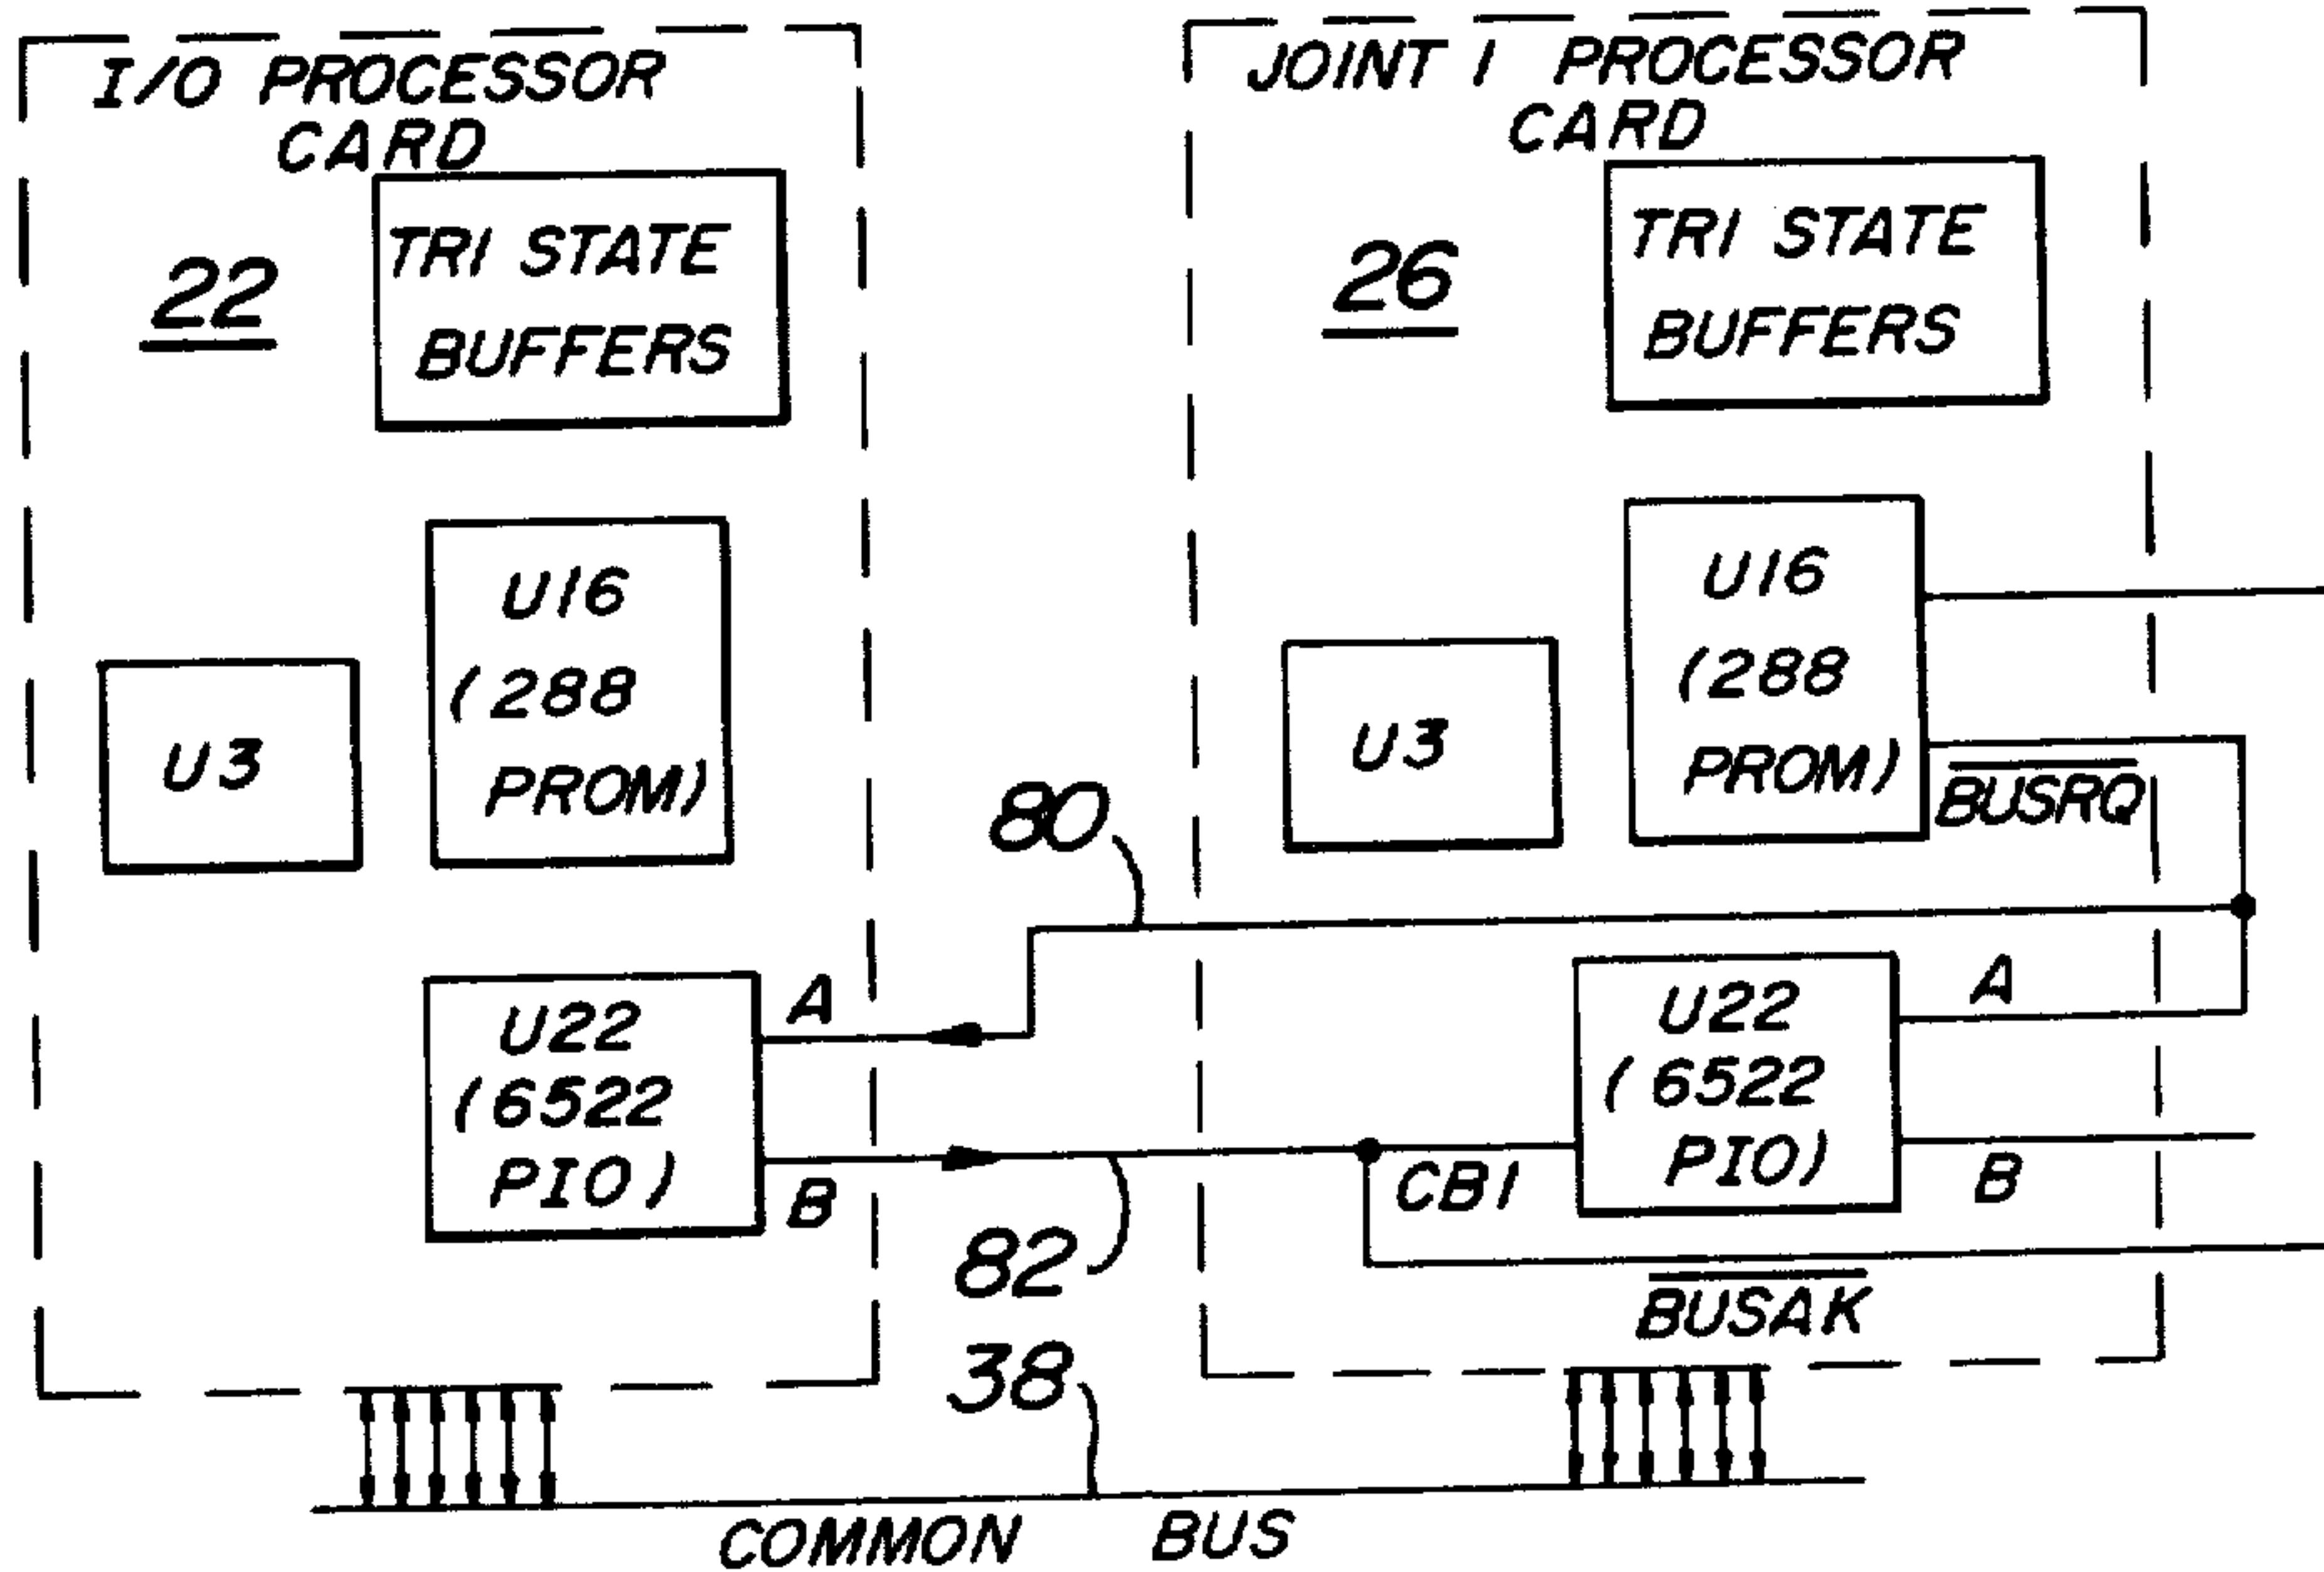 I/O PROCESSOR
CARD
22
TRI STATE
BUFFERS
U16
(288
PROM)
U3
U22
(6522
PIO)
A
B
80
82
38
JOINT 1 PROCESSOR
CARD
26
TRI STATE
BUFFERS
U16
(288
PROM)
U3
BUSRQ
U22
(6522
PIO)
A
B
CB1
BUSAK
COMMON BUS